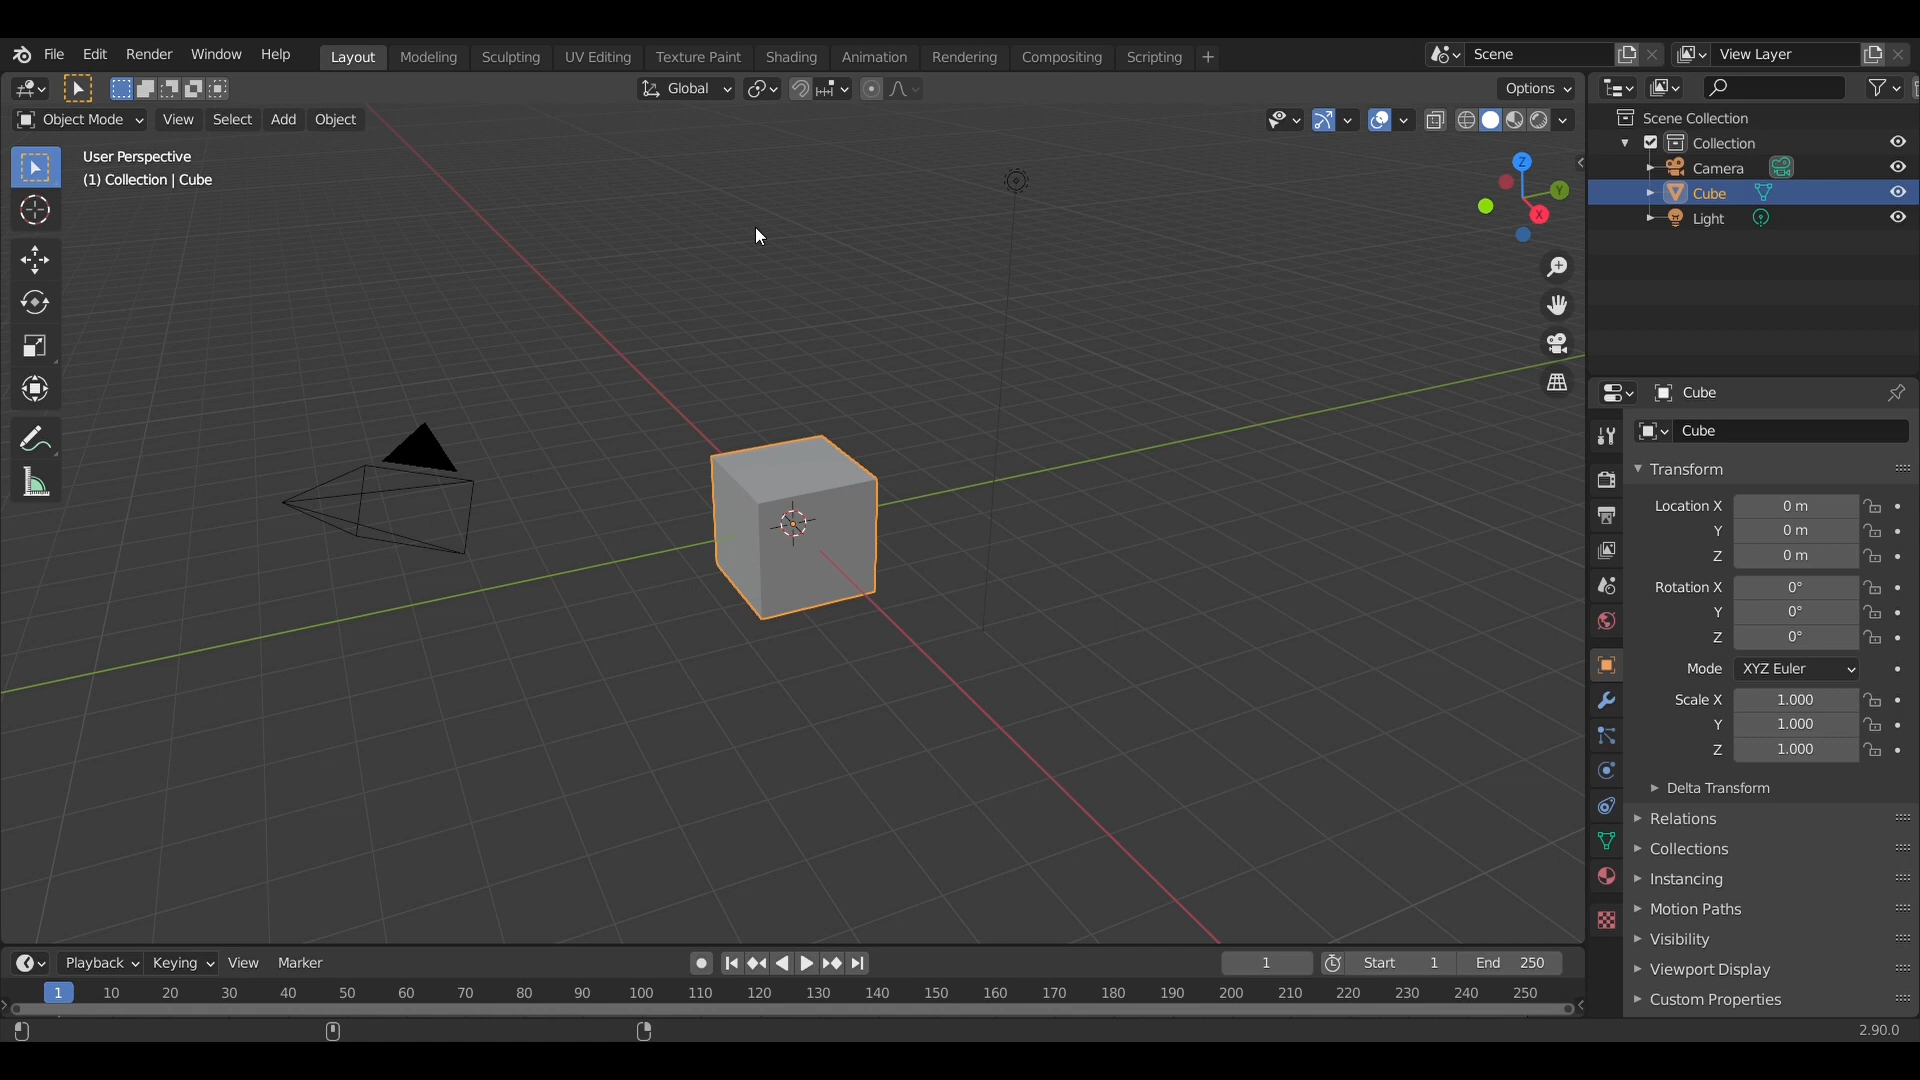 File Edit Render Window Help Layout Modeling Sculpting UV Editing Texture Paint Shading Animation Rendering Compositing Scripting + Scene View Layer
Global Options
Object Mode View Select Add Object
User Perspective
(1) Collection | Cube
Z
Y
X
Scene Collection
Collection
Camera
Cube
Light
Cube
Cube
Transform
Location X 0 m
Y 0 m
Z 0 m
Rotation X 0°
Y 0°
Z 0°
Mode XYZ Euler
Scale X 1.000
Y 1.000
Z 1.000
Delta Transform
Relations
Collections
Instancing
Motion Paths
Visibility
Viewport Display
Custom Properties
Playback Keying View Marker 1 Start 1 End 250
1 10 20 30 40 50 60 70 80 90 100 110 120 130 140 150 160 170 180 190 200 210 220 230 240 250
2.90.0